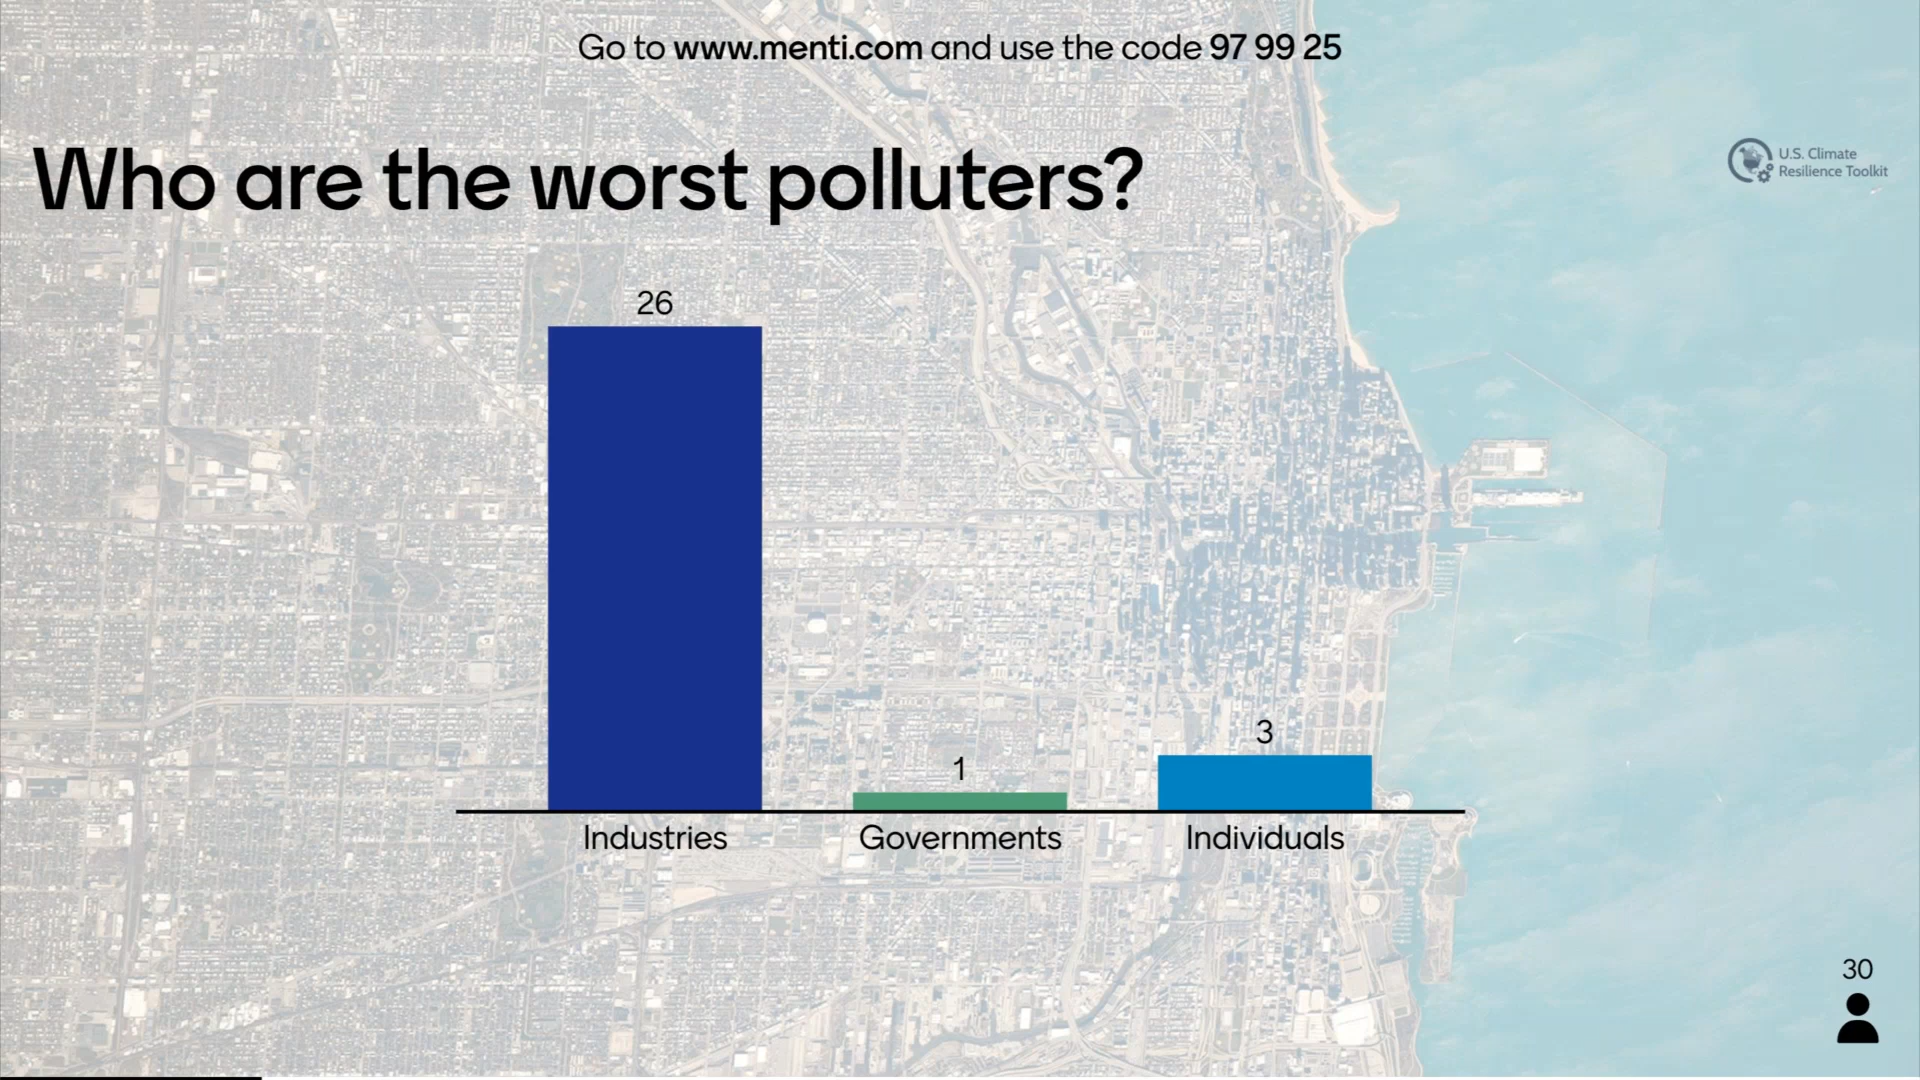 Go to www.menti.com and use the code 97 99 25
Who are the worst polluters?
U.S. Climate
Resilience Toolkit
26
1
3
Industries
Governments
Individuals
30